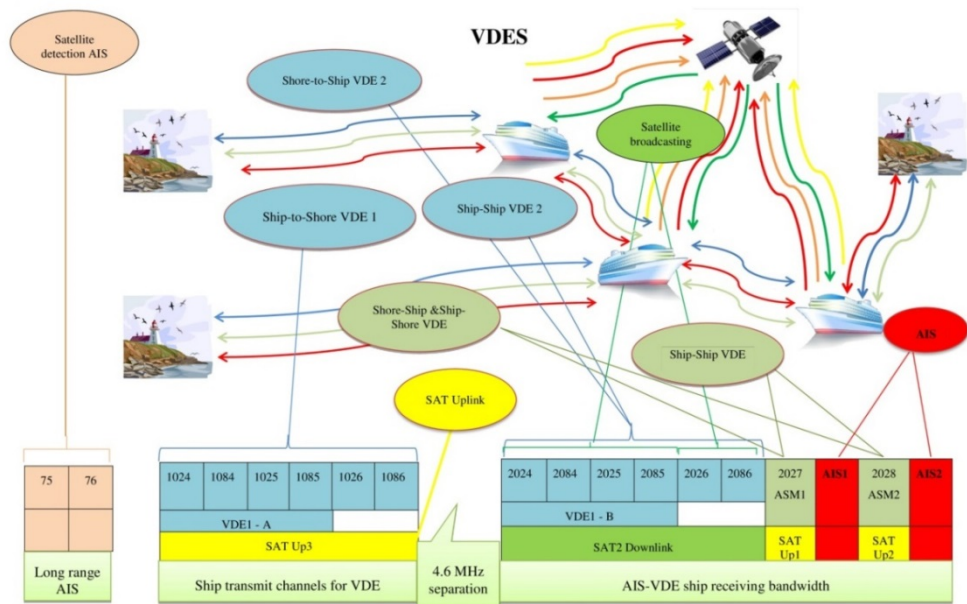 Satellite
detection AIS
VDES
Shore-to-Ship VDE 2
Satellite
broadcasting
Ship-to-Shore VDE 1
Ship-Ship VDE 2
Shore-Ship &Ship-
Shore VDE
Ship-Ship VDE
AIS
SAT Uplink
75 76
1024 1084 1025 1085 1026 1086
2024 2084 2025 2085 2026 2086
2027
ASM1
AIS1
2028
ASM2
AIS2
VDE1 - A
VDE1 - B
SAT Up3
SAT2 Downlink
SAT
Up1
SAT
Up2
Long range
AIS
Ship transmit channels for VDE
4.6 MHz
separation
AIS-VDE ship receiving bandwidth